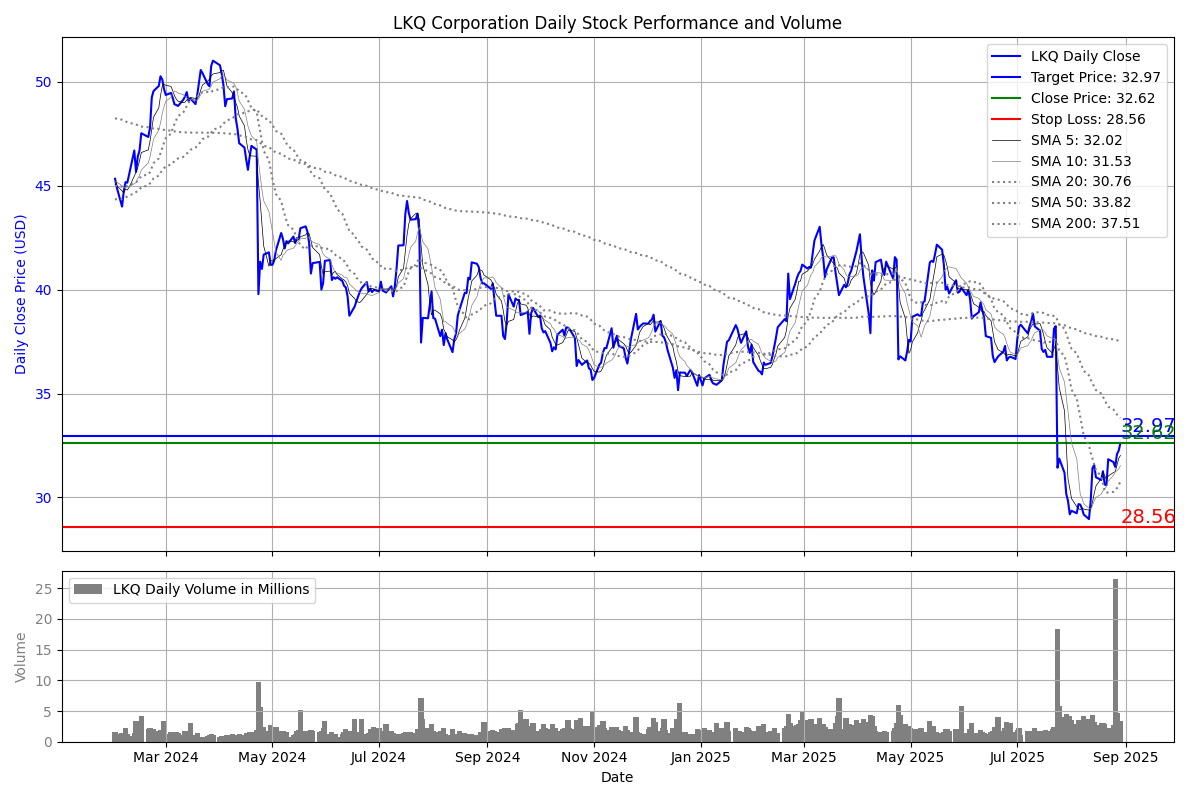 LKQ Corporation Daily Stock Performance and Volume
Daily Close Price (USD)
50
45
40
35
30
LKQ Daily Close
Target Price: 32.97
Close Price: 32.62
Stop Loss: 28.56
SMA 5: 32.02
SMA 10: 31.53
SMA 20: 30.76
SMA 50: 33.82
SMA 200: 37.51
32.97
32.62
28.56
Volume
25
20
15
10
5
0
LKQ Daily Volume in Millions
Mar 2024 May 2024 Jul 2024 Sep 2024 Nov 2024 Jan 2025 Mar 2025 May 2025 Jul 2025 Sep 2025
Date